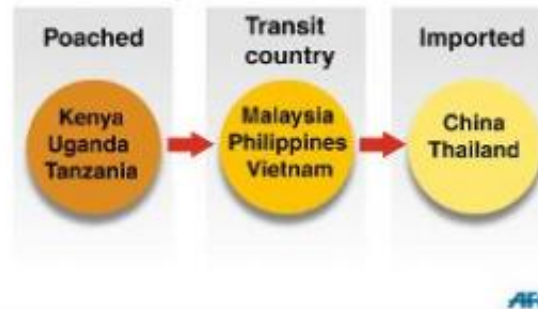 Poached
Kenya
Uganda
Tanzania
Transit
country
Malaysia
Philippines
Vietnam
Imported
China
Thailand